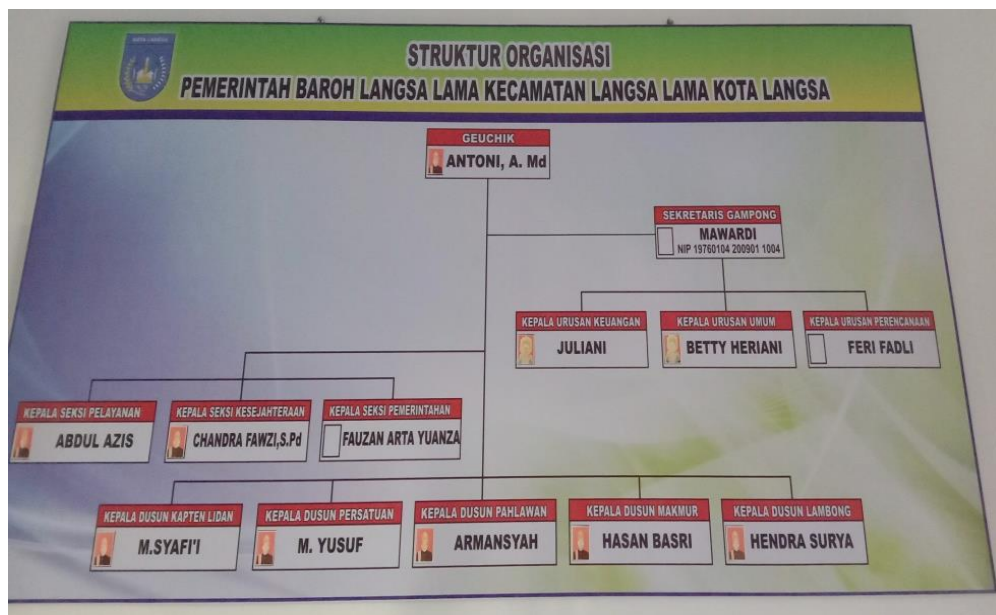 STRUKTUR ORGANISASI
PEMERINTAH BAROH LANGSA LAMA KECAMATAN LANGSA LAMA KOTA LANGSA
GEUCHIK
ANTONI, A. Md
SEKRETARIS GAMPONG
MAWARDI
NIP 19760104 200901 1004
KEPALA URUSAN KEUANGAN
JULIANI
KEPALA URUSAN UMUM
BETTY HERIANI
KEPALA URUSAN PERENCANAAN
FERI FADLI
KEPALA SEKSI PELAYANAN
ABDUL AZIS
KEPALA SEKSI KESEJAHTERAAN
CHANDRA FAWZI,S.Pd
KEPALA SEKSI PEMERINTAHAN
FAUZAN ARTA YUANZA
KEPALA DUSUN KAPTEN LIDAN
M.SYAFI'I
KEPALA DUSUN PERSATUAN
M. YUSUF
KEPALA DUSUN PAHLAWAN
ARMANSYAH
KEPALA DUSUN MAKMUR
HASAN BASRI
KEPALA DUSUN LAMBONG
HENDRA SURYA